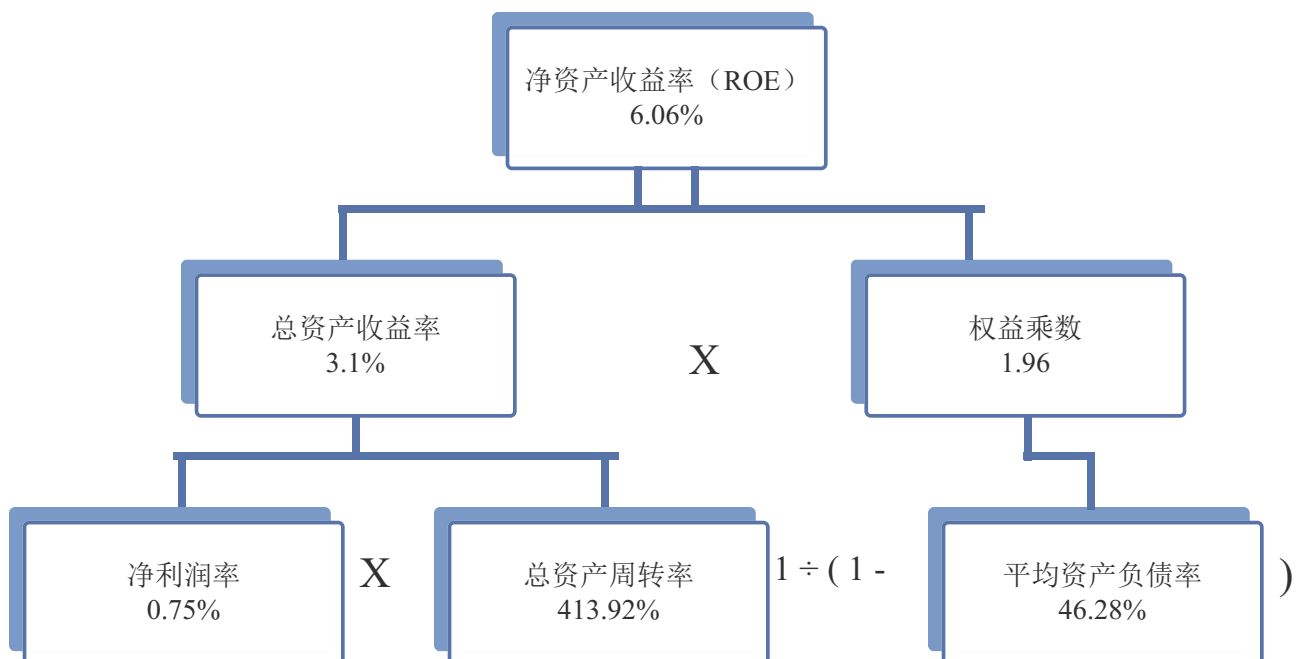 净资产收益率（ROE）
6.06%
总资产收益率
3.1%
X
权益乘数
1.96
净利润率
0.75%
X
总资产周转率
413.92%
1 ÷ ( 1 -
平均资产负债率
46.28%
)